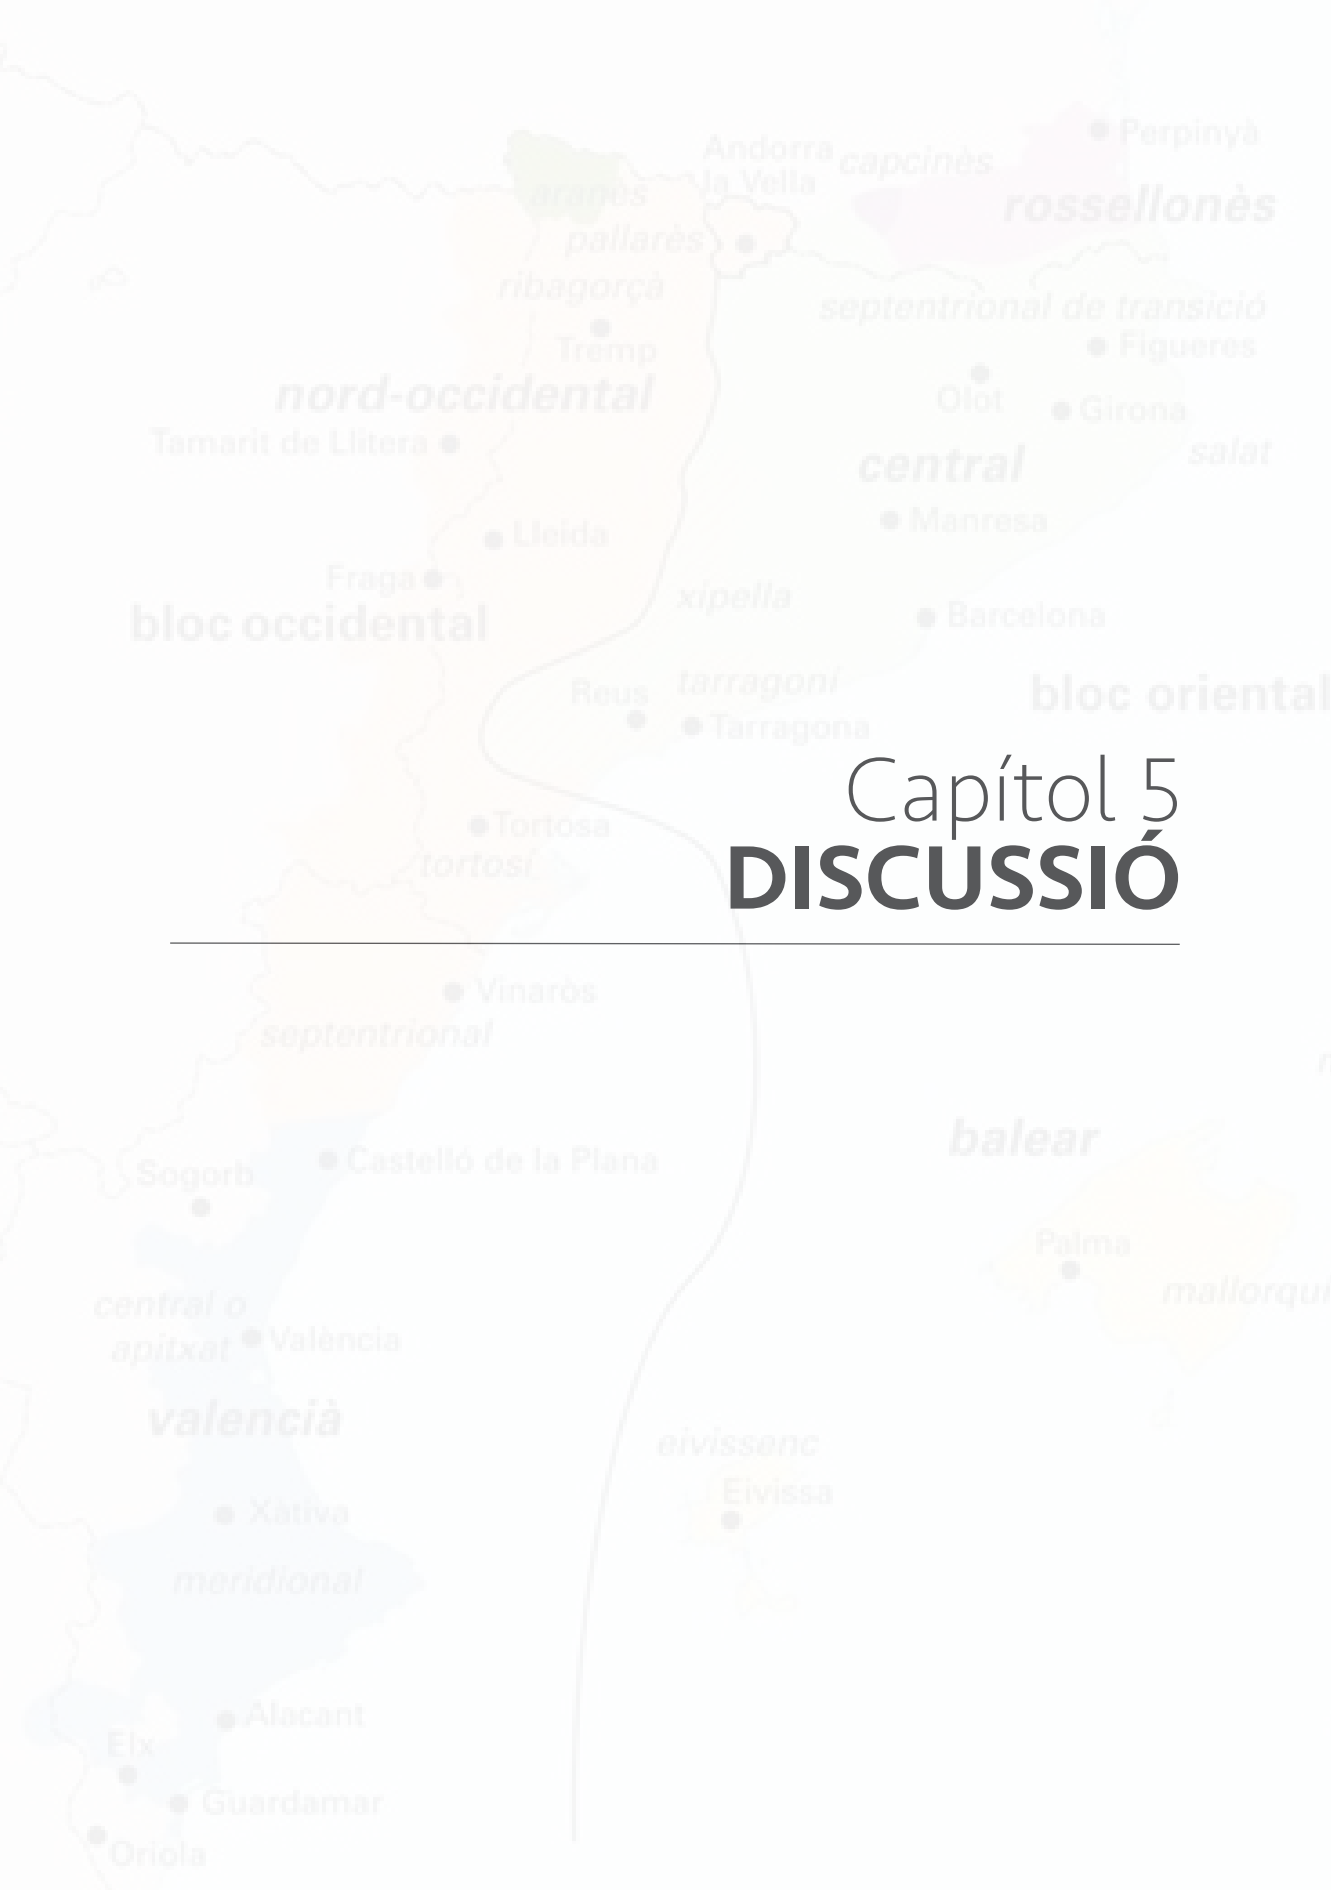 Andorra
la Vella
capcinès
Perpinyà
rossellonès
aranès
pallarès
ribagorçà
Tremp
septentrional de transició
Figueres
nord-occidental
Olot
Girona
Tamarit de Llitera
central
salat
Manresa
Lleida
Fraga
xipella
Barcelona
bloc occidental
Reus
tarragoní
bloc oriental
Tarragona
Capítol 5
Tortosa
tortosí
DISCUSSIÓ
Vinaròs
septentrional
balear
Castelló de la Plana
Sogorb
Palma
mallorquí
central o
apitxat
València
valencià
eivissenc
Eivissa
Xàtiva
meridional
Alacant
Elx
Guardamar
Oriola